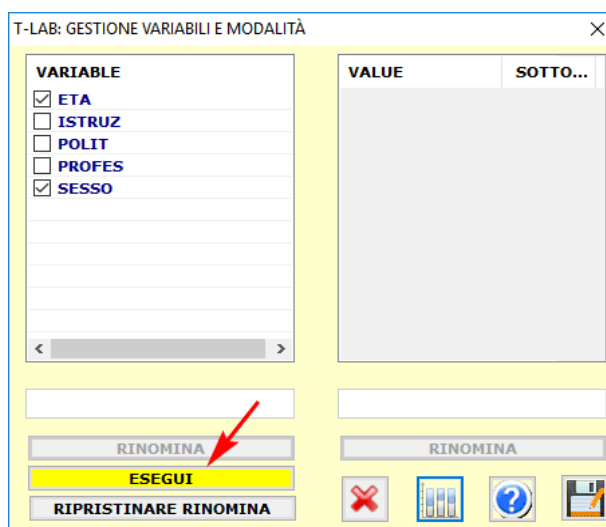 T-LAB: GESTIONE VARIABILI E MODALITÀ
VARIABLE
ETA
ISTRUZ
POLIT
PROFES
SESSO
VALUE SOTTO...
RINOMINA
ESEGUI
RIPRISTINARE RINOMINA
RINOMINA
?